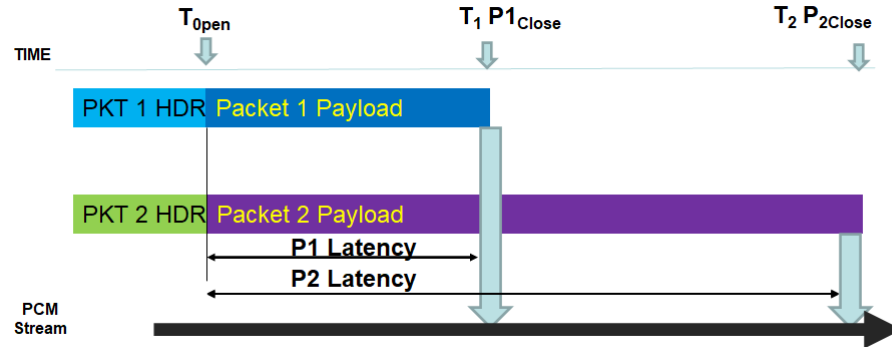 T0pen
T1 P1Close
T2 P2Close
TIME
PKT 1 HDR
Packet 1 Payload
PKT 2 HDR
Packet 2 Payload
P1 Latency
P2 Latency
PCM
Stream